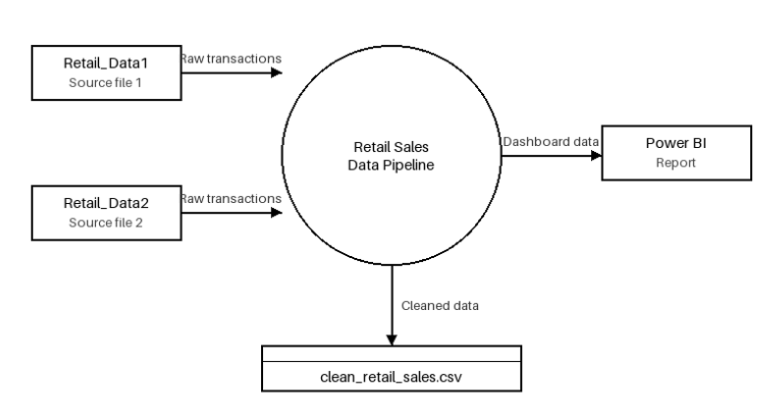 Retail_Data1
Source file 1
Raw transactions
Retail Sales
Data Pipeline
Dashboard data
Power BI
Report
Retail_Data2
Source file 2
Raw transactions
Cleaned data
clean_retail_sales.csv